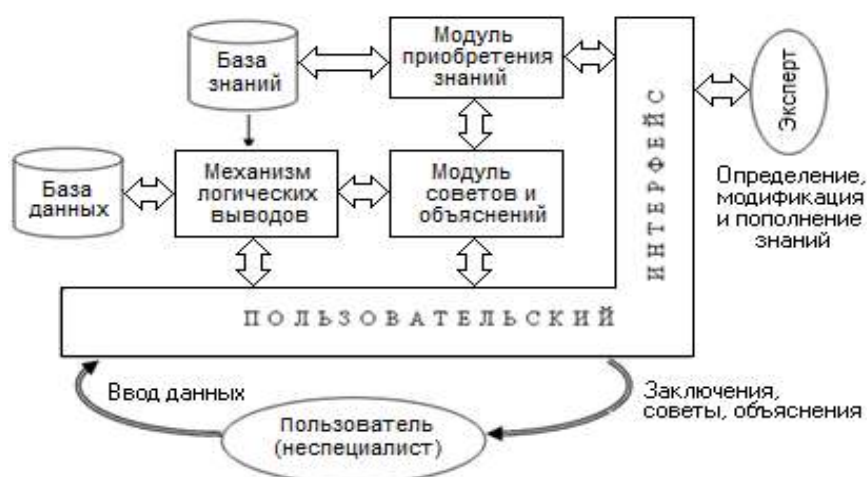 База
знаний
Модуль
приобретения
знаний
Эксперт
База
данных
Механизм
логических
выводов
Модуль
советов и
объяснений
Определение,
модификация
и пополнение
знаний
ПОЛЬЗОВАТЕЛЬСКИЙ
ИНТЕРФЕЙС
Ввод данных
Заключения,
советы, объяснения
Пользователь
(неспециалист)